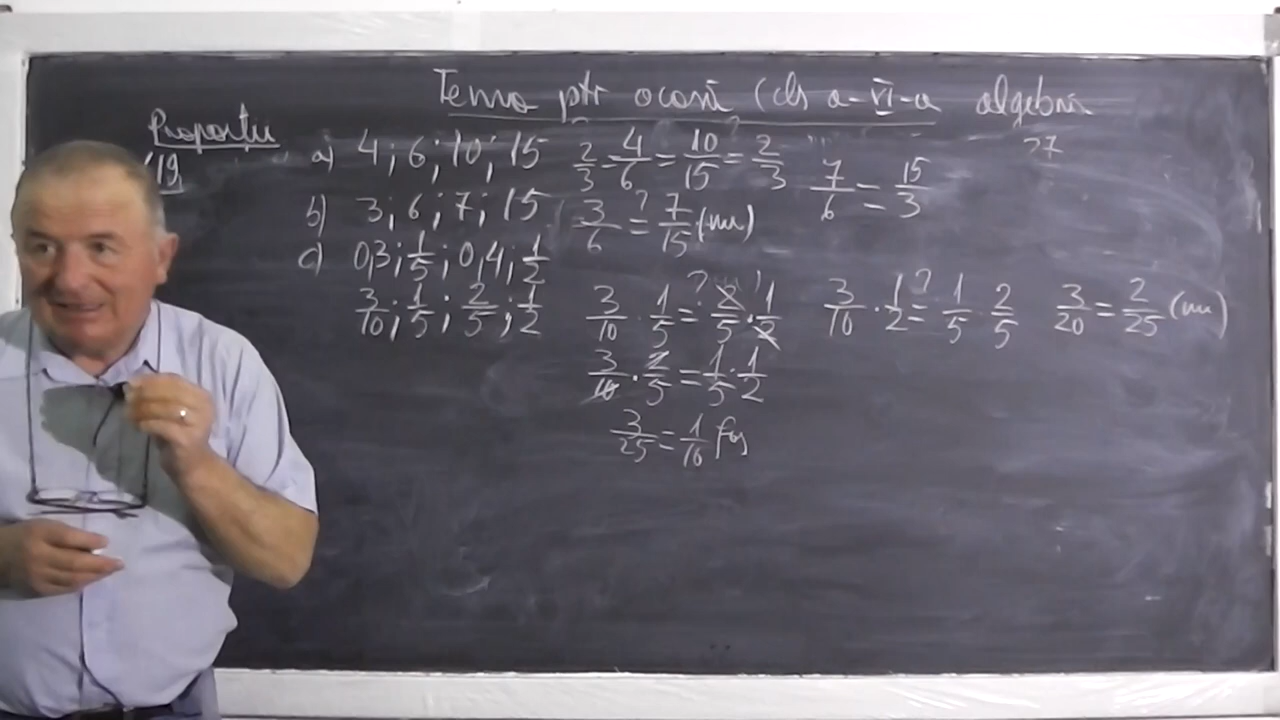 Tema ptr acasă (cls a-VI-a algebră
Proporții
19
27
a) 4; 6; 10; 15 2/3 = 4/6 = 10/15 = 2/3
7/6 = 15/3
b) 3; 6; 7; 15 3/6 ?= 7/15 (nu)
c) 0,3; 1/5; 0,4; 1/2
3/10; 1/5; 2/5; 1/2 3/10 · 1/5 ?= 2/5 · 1/2 3/10 · 1/2 ?= 1/5 · 2/5 3/20 = 2/25 (nu)
3/10 · 2/5 = 1/5 · 1/2
3/25 = 1/10 fals